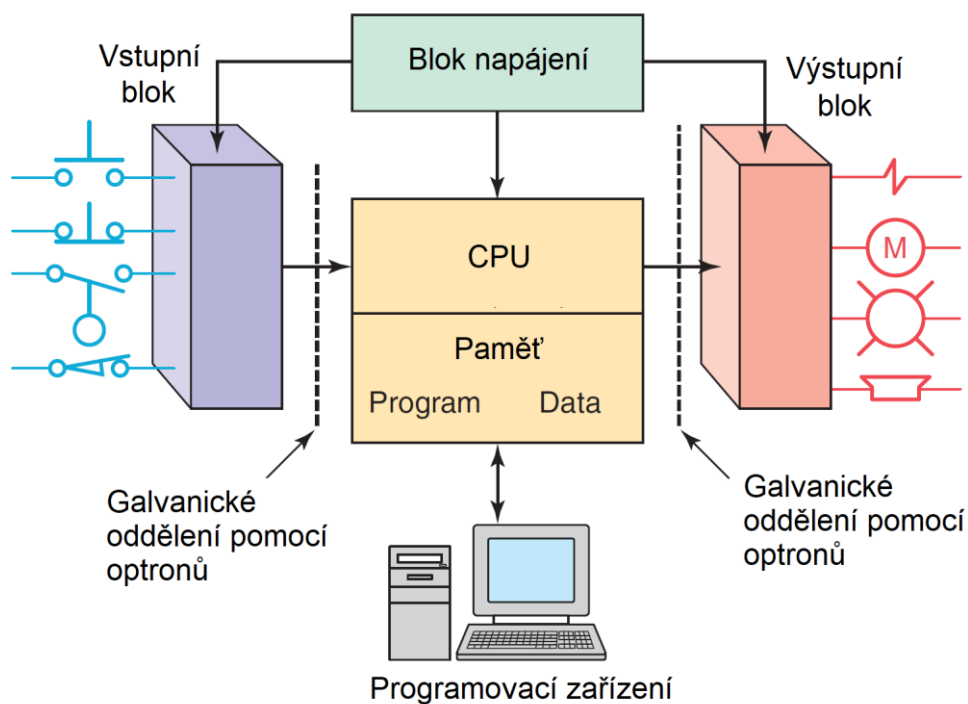 Vstupní
blok
Blok napájení
Výstupní
blok
CPU
M
Paměť
Program Data
Galvanické
oddělení pomocí
optronů
Galvanické
oddělení pomocí
optronů
Programovací zařízení